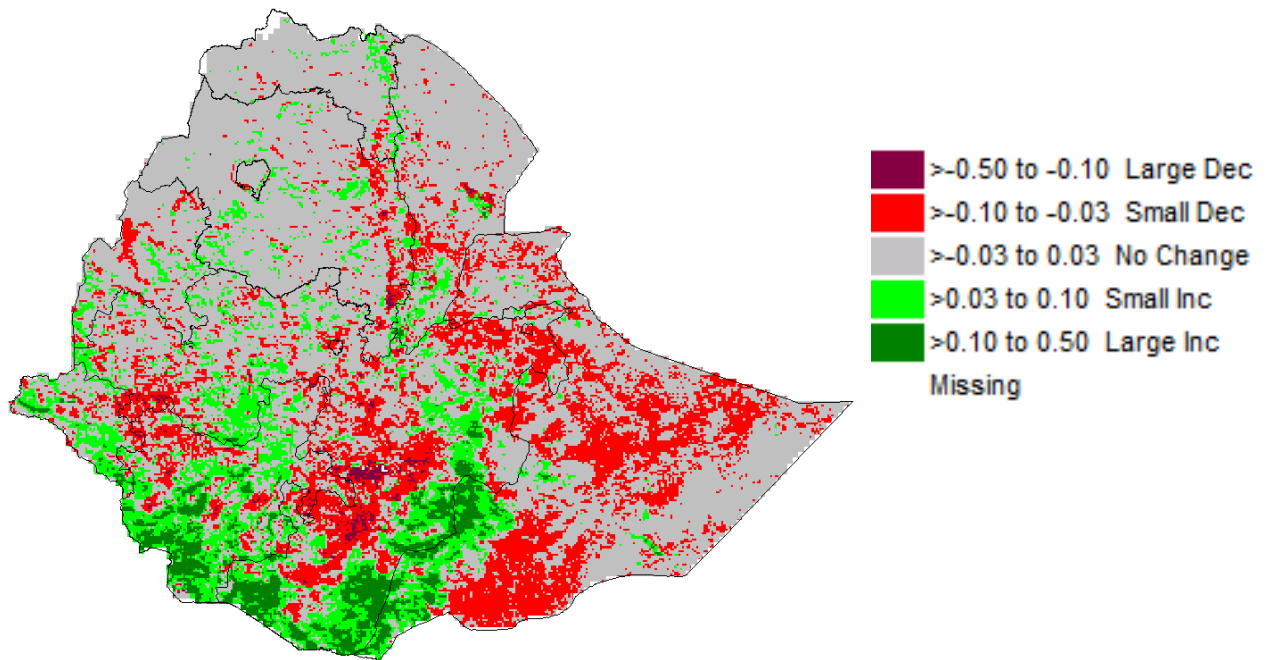 >-0.50 to -0.10 Large Dec
>-0.10 to -0.03 Small Dec
>-0.03 to 0.03 No Change
>0.03 to 0.10 Small Inc
>0.10 to 0.50 Large Inc
Missing